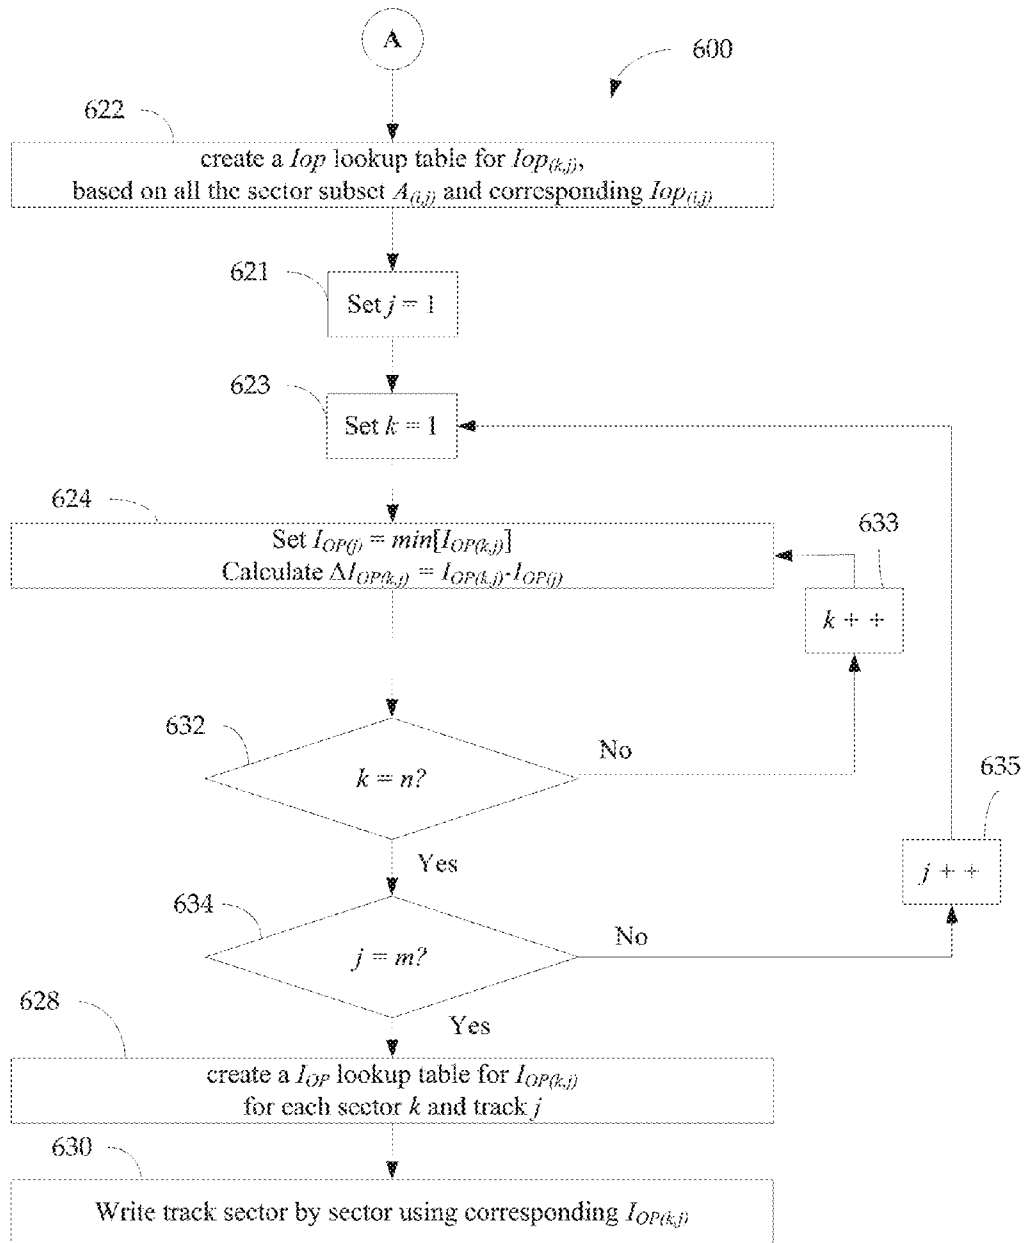 A
600
622
create a Iop lookup table for Iop(k,j),
based on all the sector subset A(i,j) and corresponding Iop(i,j)
621
Set j = 1
623
Set k = 1
624
Set IOP(j) = min[IOP(k,j)]
Calculate ΔIOP(k,j) = IOP(k,j)-IOP(j)
633
k + +
632
k = n?
No
635
j + +
Yes
634
j = m?
No
628
Yes
create a IOP lookup table for IOP(k,j)
for each sector k and track j
630
Write track sector by sector using corresponding IOP(k,j)